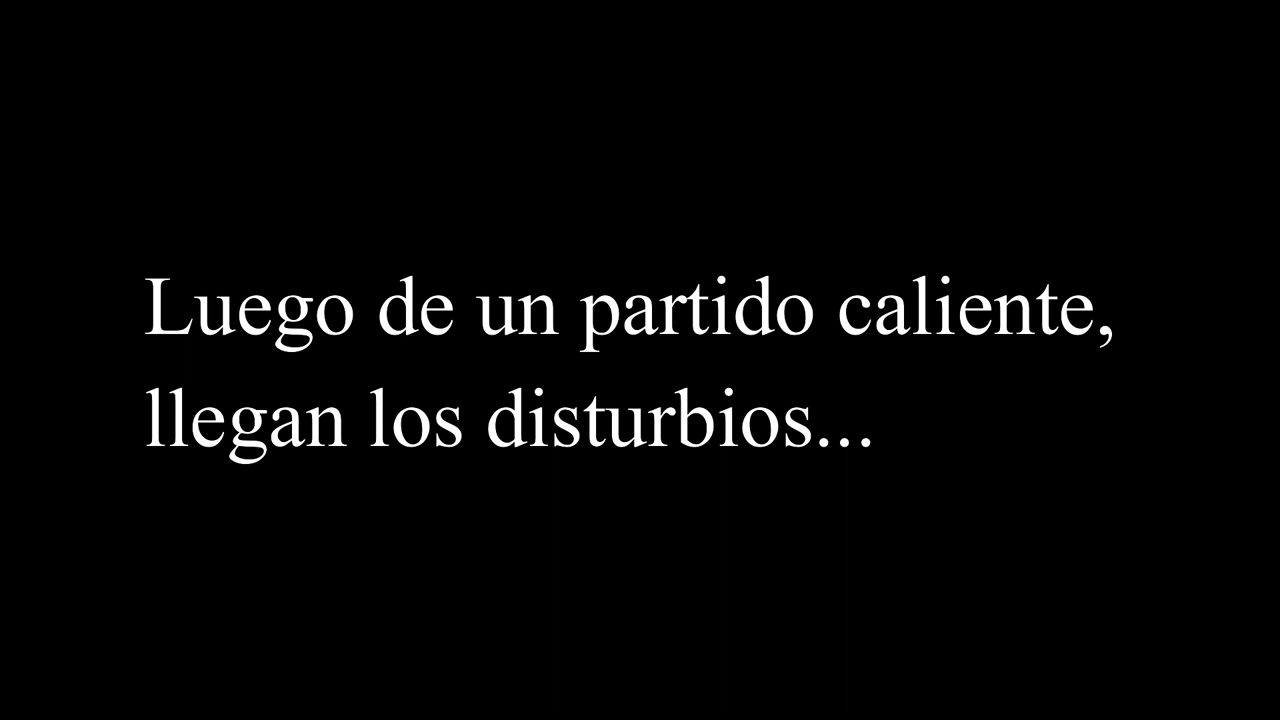 Luego de un partido caliente,
llegan los disturbios...